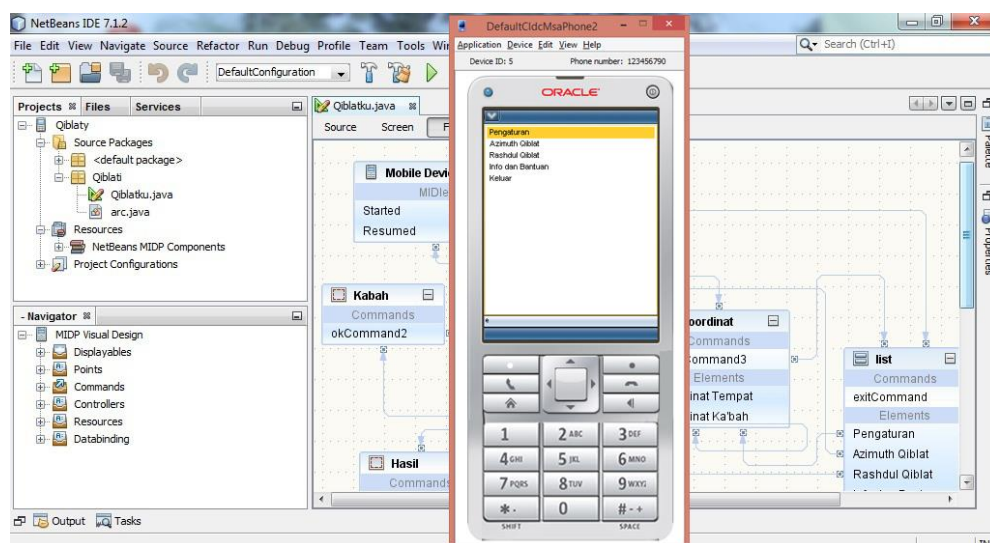 NetBeans IDE 7.1.2
File Edit View Navigate Source Refactor Run Debug Profile Team Tools
Search (Ctrl+I)
DefaultConfiguration
Projects Files Services
Qiblaty
Source Packages
<default package>
Qiblati
Qiblatku.java
arc.java
Resources
NetBeans MIDP Components
Project Configurations
- Navigator
MIDP Visual Design
Displayables
Points
Commands
Controllers
Resources
Databinding
Output Tasks
Qiblatku.java
Source Screen
Mobile Devi
MIDle
Started
Resumed
Kabah
Commands
okCommand2
Hasil
Commands
DefaultCldcMsaPhone2
Application Device Edit View Help
Device ID: 5 Phone number: 123456790
ORACLE
Pengaturan
Azimuth Qiblat
Rashdul Qiblat
Info dan Bantuan
Keluar
1 2 ABC 3 DEF
4 GHI 5 JKL 6 MNO
7 PQRS 8 TUV 9 WXYZ
* . 0 # - +
SHIFT SPACE
oordinat
Commands
ommand3
Elements
inat Tempat
inat Ka'bah
list
Commands
exitCommand
Elements
Pengaturan
Azimuth Qiblat
Rashdul Qiblat
Palette
Properties